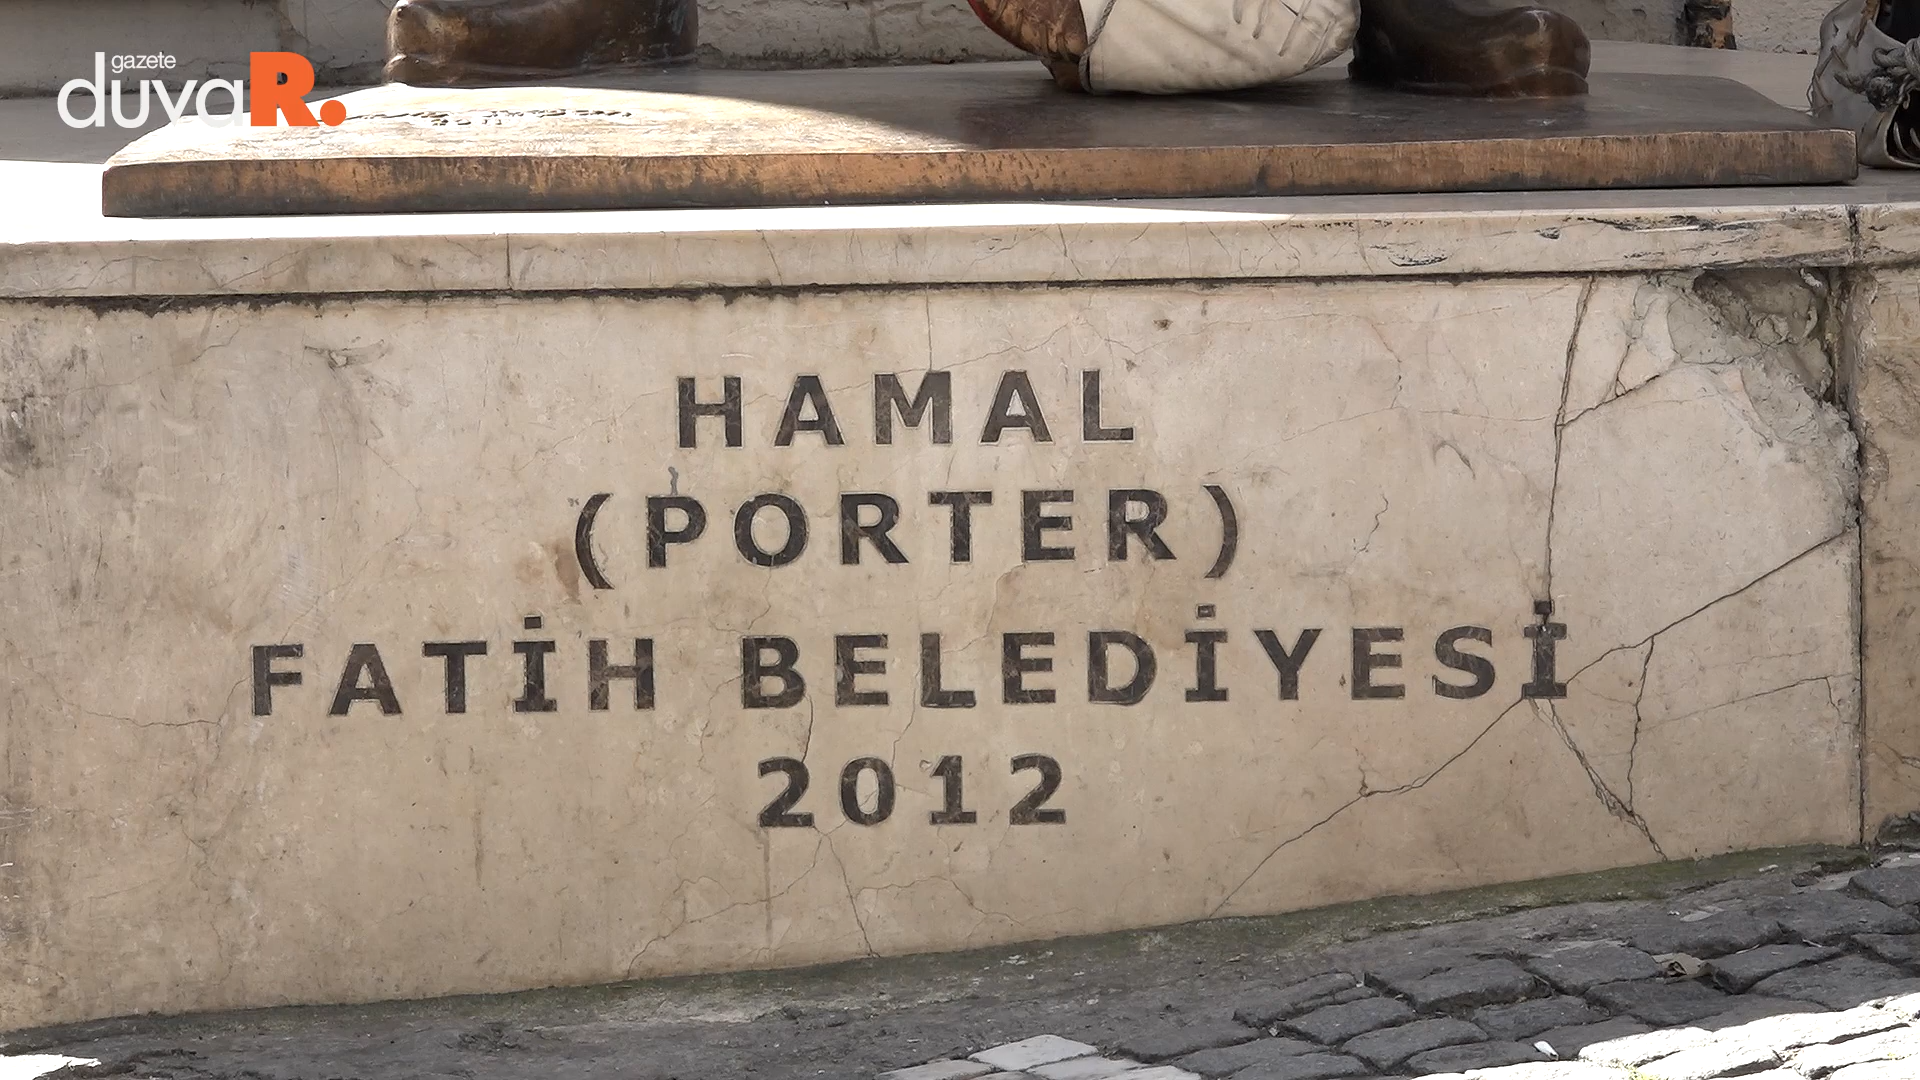 gazete
duvaR.
HAMAL
(PORTER)
FATİH BELEDİYESİ
2012